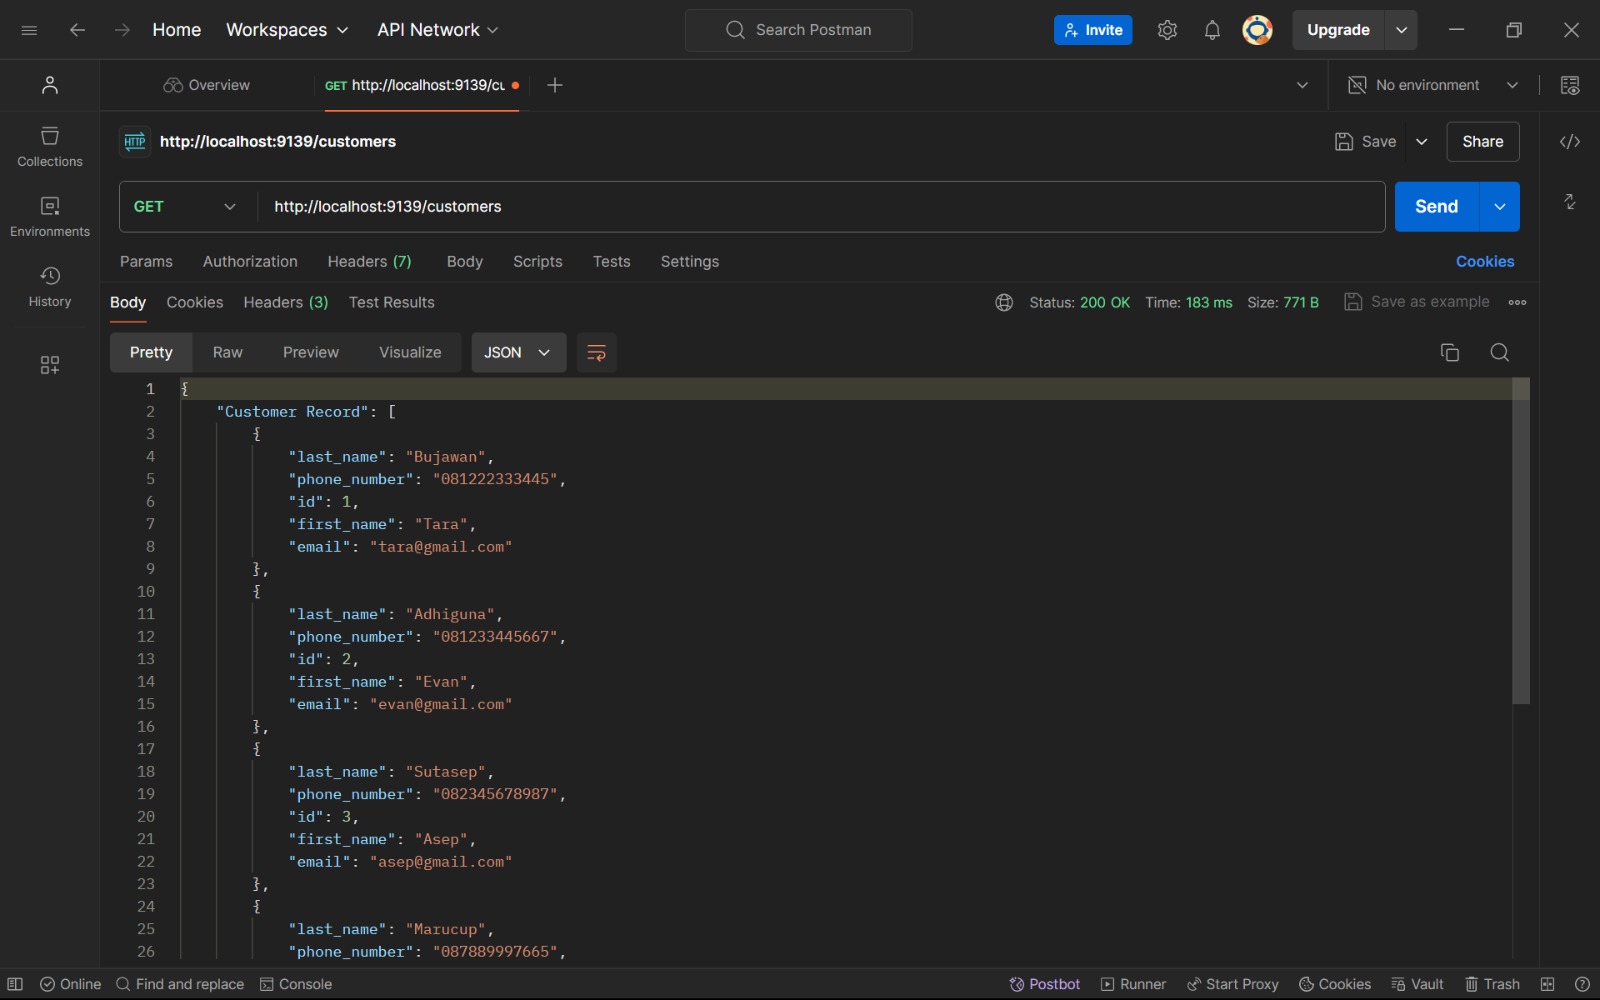 Home Workspaces API Network Search Postman Invite Upgrade
Overview GET http://localhost:9139/cu No environment
HTTP http://localhost:9139/customers Save Share
Collections
GET http://localhost:9139/customers Send
Environments
Params Authorization Headers (7) Body Scripts Tests Settings Cookies
History
Body Cookies Headers (3) Test Results Status: 200 OK Time: 183 ms Size: 771 B Save as example
Pretty Raw Preview Visualize JSON
1 {
2 "Customer Record": [
3 {
4 "last_name": "Bujawan",
5 "phone_number": "081222333445",
6 "id": 1,
7 "first_name": "Tara",
8 "email": "tara@gmail.com"
9 },
10 {
11 "last_name": "Adhiguna",
12 "phone_number": "081233445667",
13 "id": 2,
14 "first_name": "Evan",
15 "email": "evan@gmail.com"
16 },
17 {
18 "last_name": "Sutasep",
19 "phone_number": "082345678987",
20 "id": 3,
21 "first_name": "Asep",
22 "email": "asep@gmail.com"
23 },
24 {
25 "last_name": "Marucup",
26 "phone_number": "087889997665",
Online Find and replace Console Postbot Runner Start Proxy Cookies Vault Trash